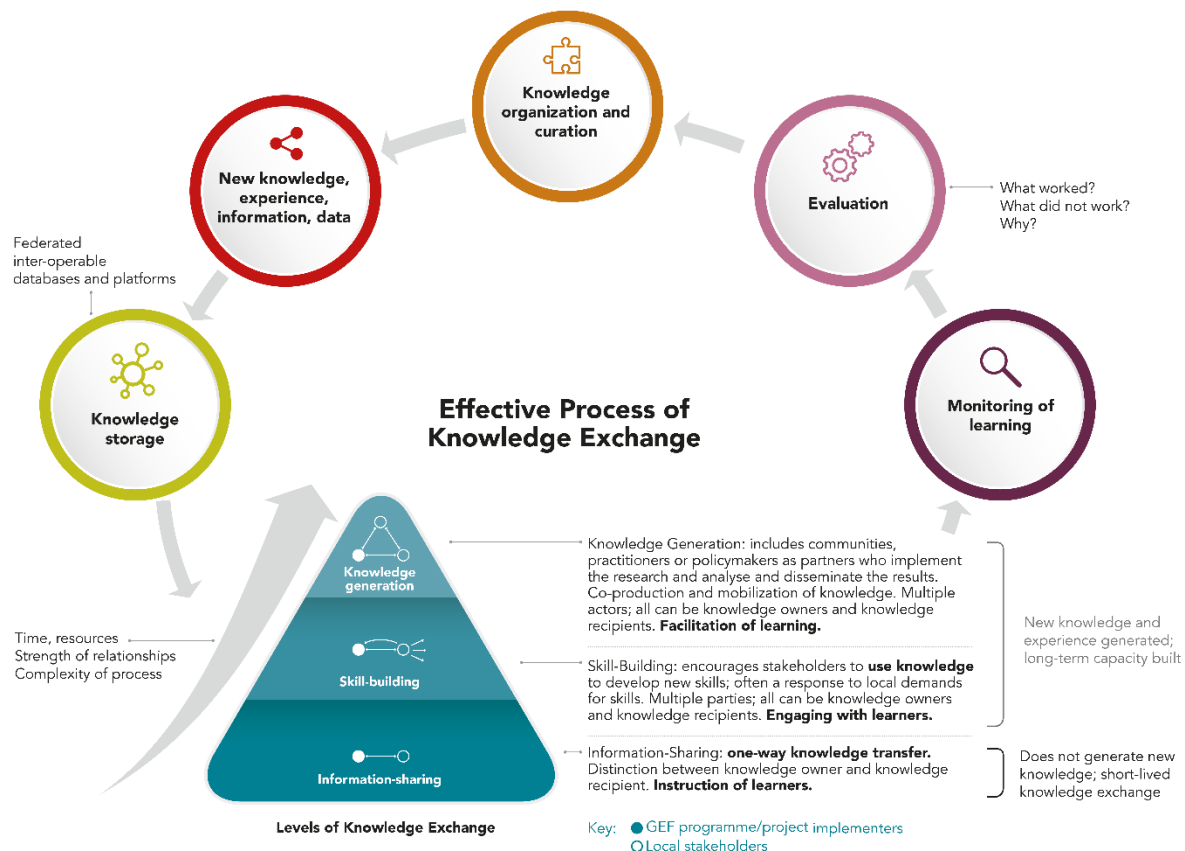 Knowledge
organization and
curation
New knowledge,
experience,
information, data
Evaluation
What worked?
What did not work?
Why?
Federated
inter-operable
databases and platforms
Knowledge
storage
Monitoring of
learning
Effective Process of
Knowledge Exchange
Knowledge
generation
Skill-building
Information-sharing
Time, resources
Strength of relationships
Complexity of process
Knowledge Generation: includes communities,
practitioners or policymakers as partners who implement
the research and analyse and disseminate the results.
Co-production and mobilization of knowledge. Multiple
actors; all can be knowledge owners and knowledge
recipients. Facilitation of learning.
New knowledge and
experience generated;
long-term capacity built
Skill-Building: encourages stakeholders to use knowledge
to develop new skills; often a response to local demands
for skills. Multiple parties; all can be knowledge owners
and knowledge recipients. Engaging with learners.
Information-Sharing: one-way knowledge transfer.
Distinction between knowledge owner and knowledge
recipient. Instruction of learners.
Does not generate new
knowledge; short-lived
knowledge exchange
Levels of Knowledge Exchange
Key: GEF programme/project implementers
Local stakeholders